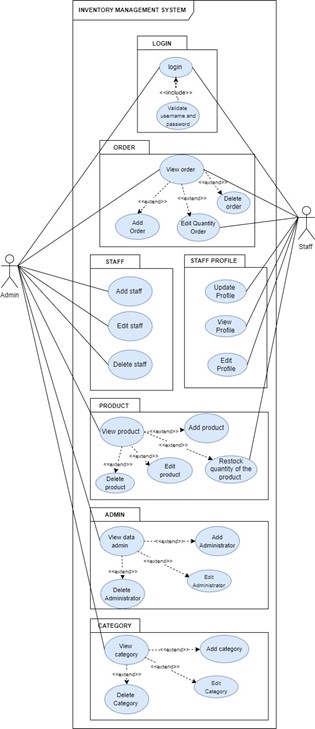 INVENTORY MANAGEMENT SYSTEM
LOGIN
login
<<include>>
Validate
username and
password
ORDER
View order
<<extend>>
<<extend>>
<<extend>>
Delete
order
Add
Order
Edit Quantity
Order
Staff
Admin
STAFF
Add staff
Edit staff
Delete staff
STAFF PROFILE
Update
Profile
View
Profile
Edit
Profile
PRODUCT
View product
Add product
<<extend>>
<<extend>>
<<extend>>
<<extend>>
Delete
product
Edit
product
Restock
quantity of the
product
ADMIN
View data
admin
<<extend>>
Add
Administrator
<<extend>>
<<extend>>
Edit
Administrator
Delete
Administrator
CATEGORY
View
category
<<extend>>
Add category
<<extend>>
<<extend>>
Edit
Category
Delete
Category